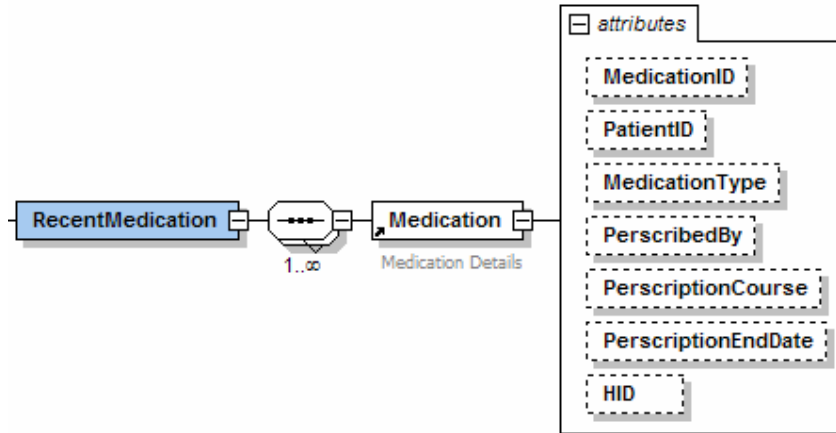 attributes
MedicationID
PatientID
MedicationType
PerscribedBy
PerscriptionCourse
PerscriptionEndDate
HID
RecentMedication
1..∞
Medication
Medication Details